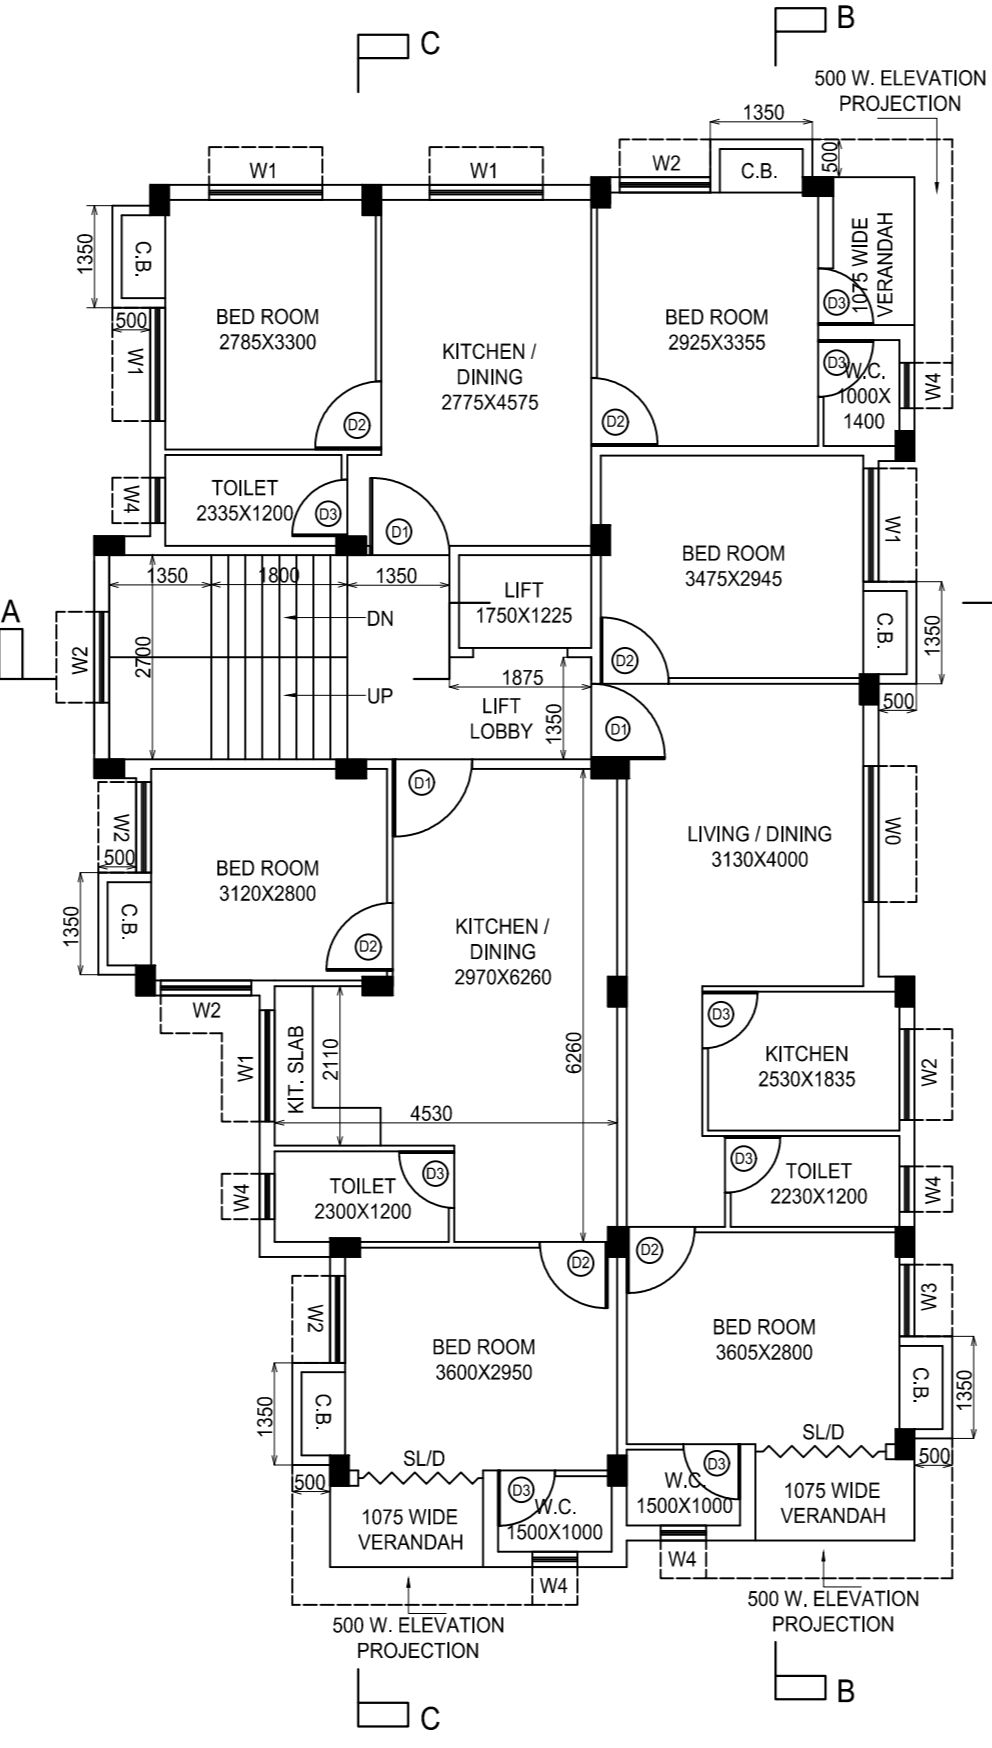 C
B
500 W. ELEVATION
PROJECTION
1350
500
W1
W1
W2
C.B.
1350
C.B.
1075 WIDE
VERANDAH
D3
BED ROOM
2785X3300
BED ROOM
2925X3355
500
W1
KITCHEN /
DINING
2775X4575
D3
W.C.
1000X
1400
W4
D2
D2
W4
TOILET
2335X1200
D3
D1
W1
BED ROOM
3475X2945
1350
1800
1350
LIFT
1750X1225
A
DN
C.B.
1350
W2
2700
D2
1875
UP
500
LIFT
LOBBY
1350
D1
D1
W2
500
LIVING / DINING
3130X4000
W0
BED ROOM
3120X2800
1350
C.B.
KITCHEN /
DINING
2970X6260
D2
W2
D3
W1
KIT. SLAB
2110
6260
KITCHEN
2530X1835
W2
4530
D3
D3
W4
TOILET
2300X1200
TOILET
2230X1200
W4
D2
D2
W2
W3
BED ROOM
3600X2950
BED ROOM
3605X2800
1350
C.B.
C.B.
1350
SL/D
SL/D
500
500
D3
D3
W.C.
1500X1000
W.C.
1500X1000
1075 WIDE
VERANDAH
1075 WIDE
VERANDAH
W4
W4
500 W. ELEVATION
PROJECTION
500 W. ELEVATION
PROJECTION
B
C